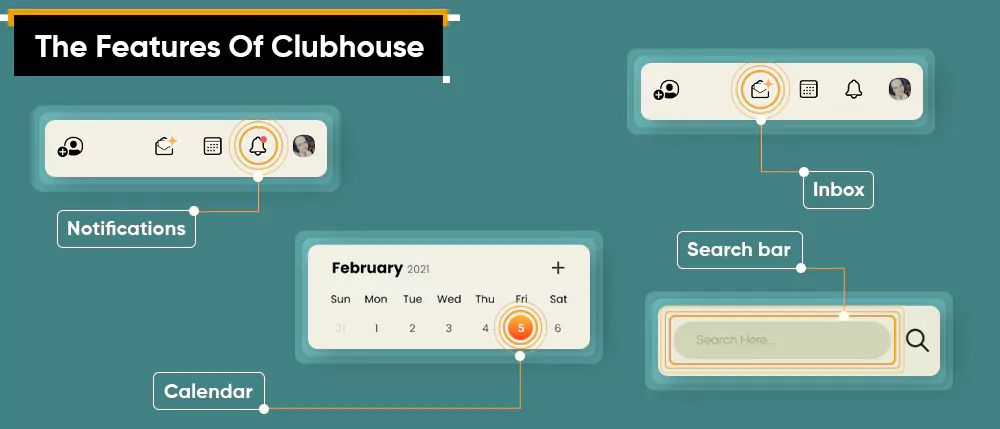 The Features Of Clubhouse
Notifications
Inbox
Search bar
Search Here...
February 2021
Sun Mon Tue Wed Thu Fri Sat
31 1 2 3 4 5 6
Calendar